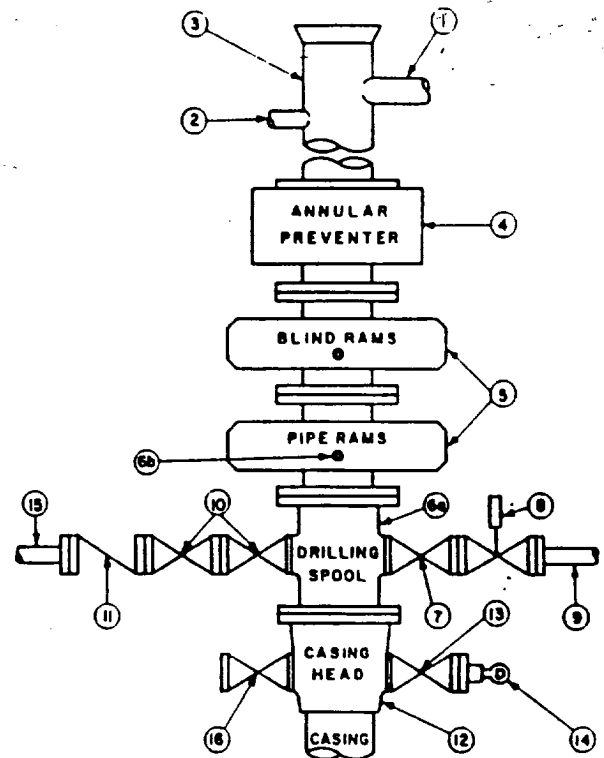 3
1
2
ANNULAR
PREVENTER
4
BLIND RAMS
5
PIPE RAMS
6b
15
10
6a
8
DRILLING
SPOOL
11
7
13
9
CASING
HEAD
16
12
14
CASING